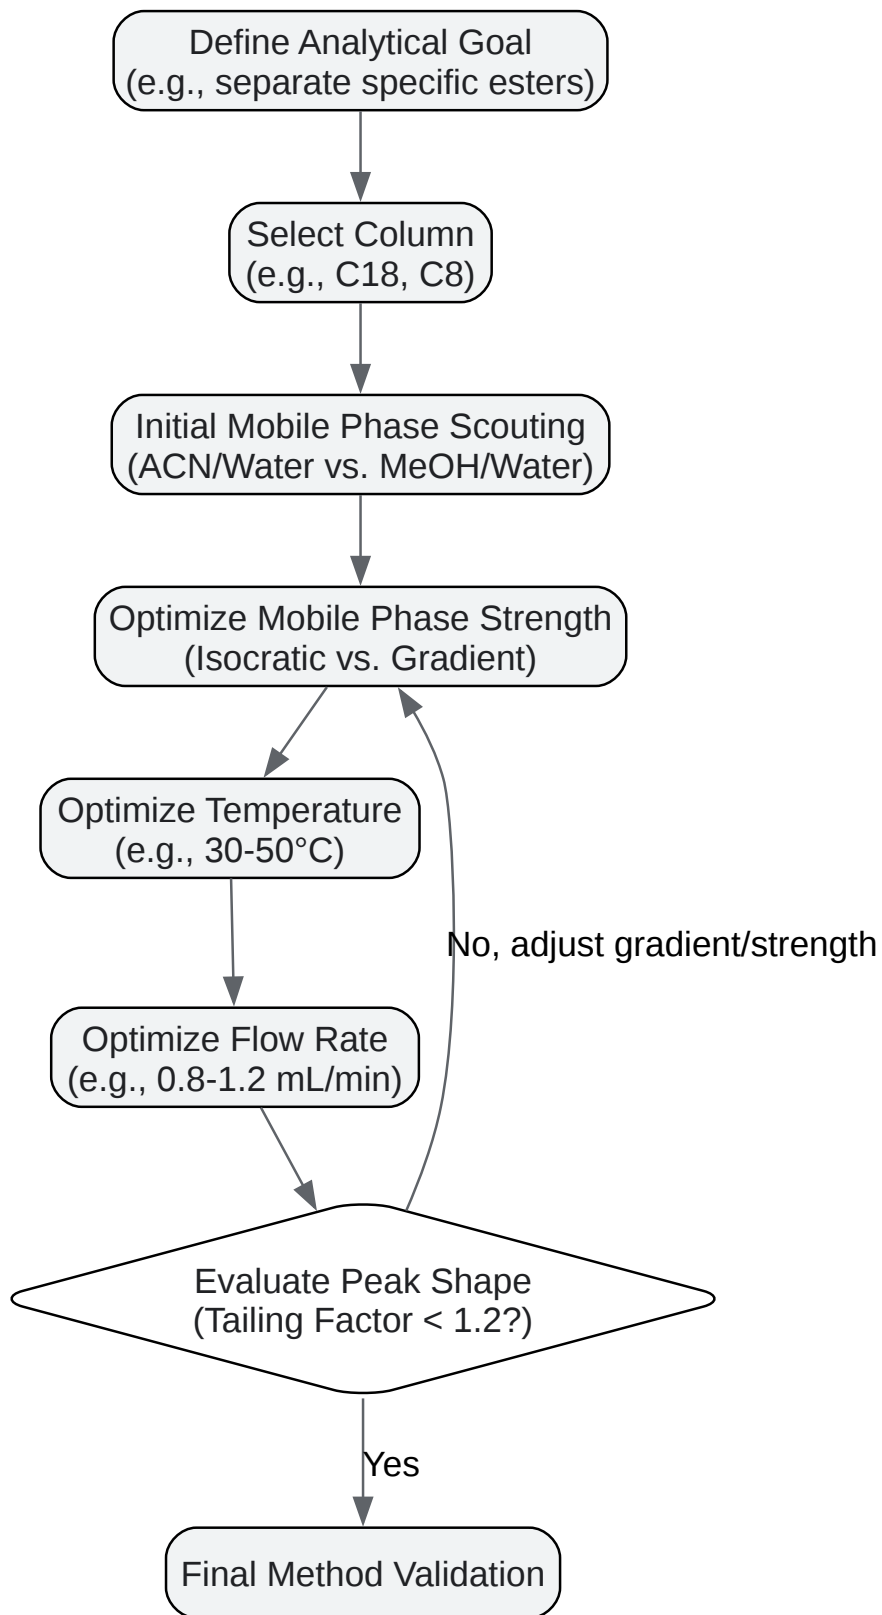 Define Analytical Goal
(e.g., separate specific esters)
Select Column
(e.g., C18, C8)
Initial Mobile Phase Scouting
(ACN/Water vs. MeOH/Water)
Optimize Mobile Phase Strength
(Isocratic vs. Gradient)
Optimize Temperature
(e.g., 30-50°C)
No, adjust gradient/strength
Optimize Flow Rate
(e.g., 0.8-1.2 mL/min)
Evaluate Peak Shape
(Tailing Factor < 1.2?)
Yes
Final Method Validation